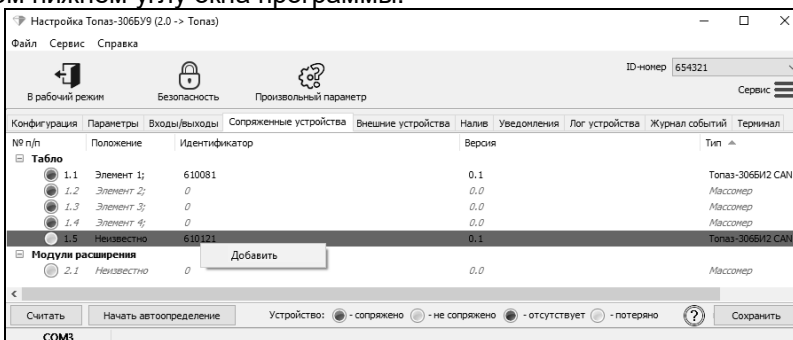 м нижнем углу окна программы.
Настройка Топаз-306БУ9 (2.0 -> Топаз)
Файл Сервис Справка
ID-номер 654321
В рабочий режим Безопасность Произвольный параметр Сервис
Конфигурация Параметры Входы/выходы Сопряженные устройства Внешние устройства Налив Уведомления Лог устройства Журнал событий Терминал
№ п/п Положение Идентификатор Версия Тип
Табло
1.1 Элемент 1; 610081 0.1 Топаз-306БИ2 CAN
1.2 Элемент 2; 0 0.0 Массомер
1.3 Элемент 3; 0 0.0 Массомер
1.4 Элемент 4; 0 0.0 Массомер
1.5 Неизвестно 610121 0.1 Топаз-306БИ2 CAN
Добавить
Модули расширения
2.1 Неизвестно 0 0.0 Массомер
Считать Начать автоопределение Устройство: - сопряжено - не сопряжено - отсутствует - потеряно ? Сохранить
COM3